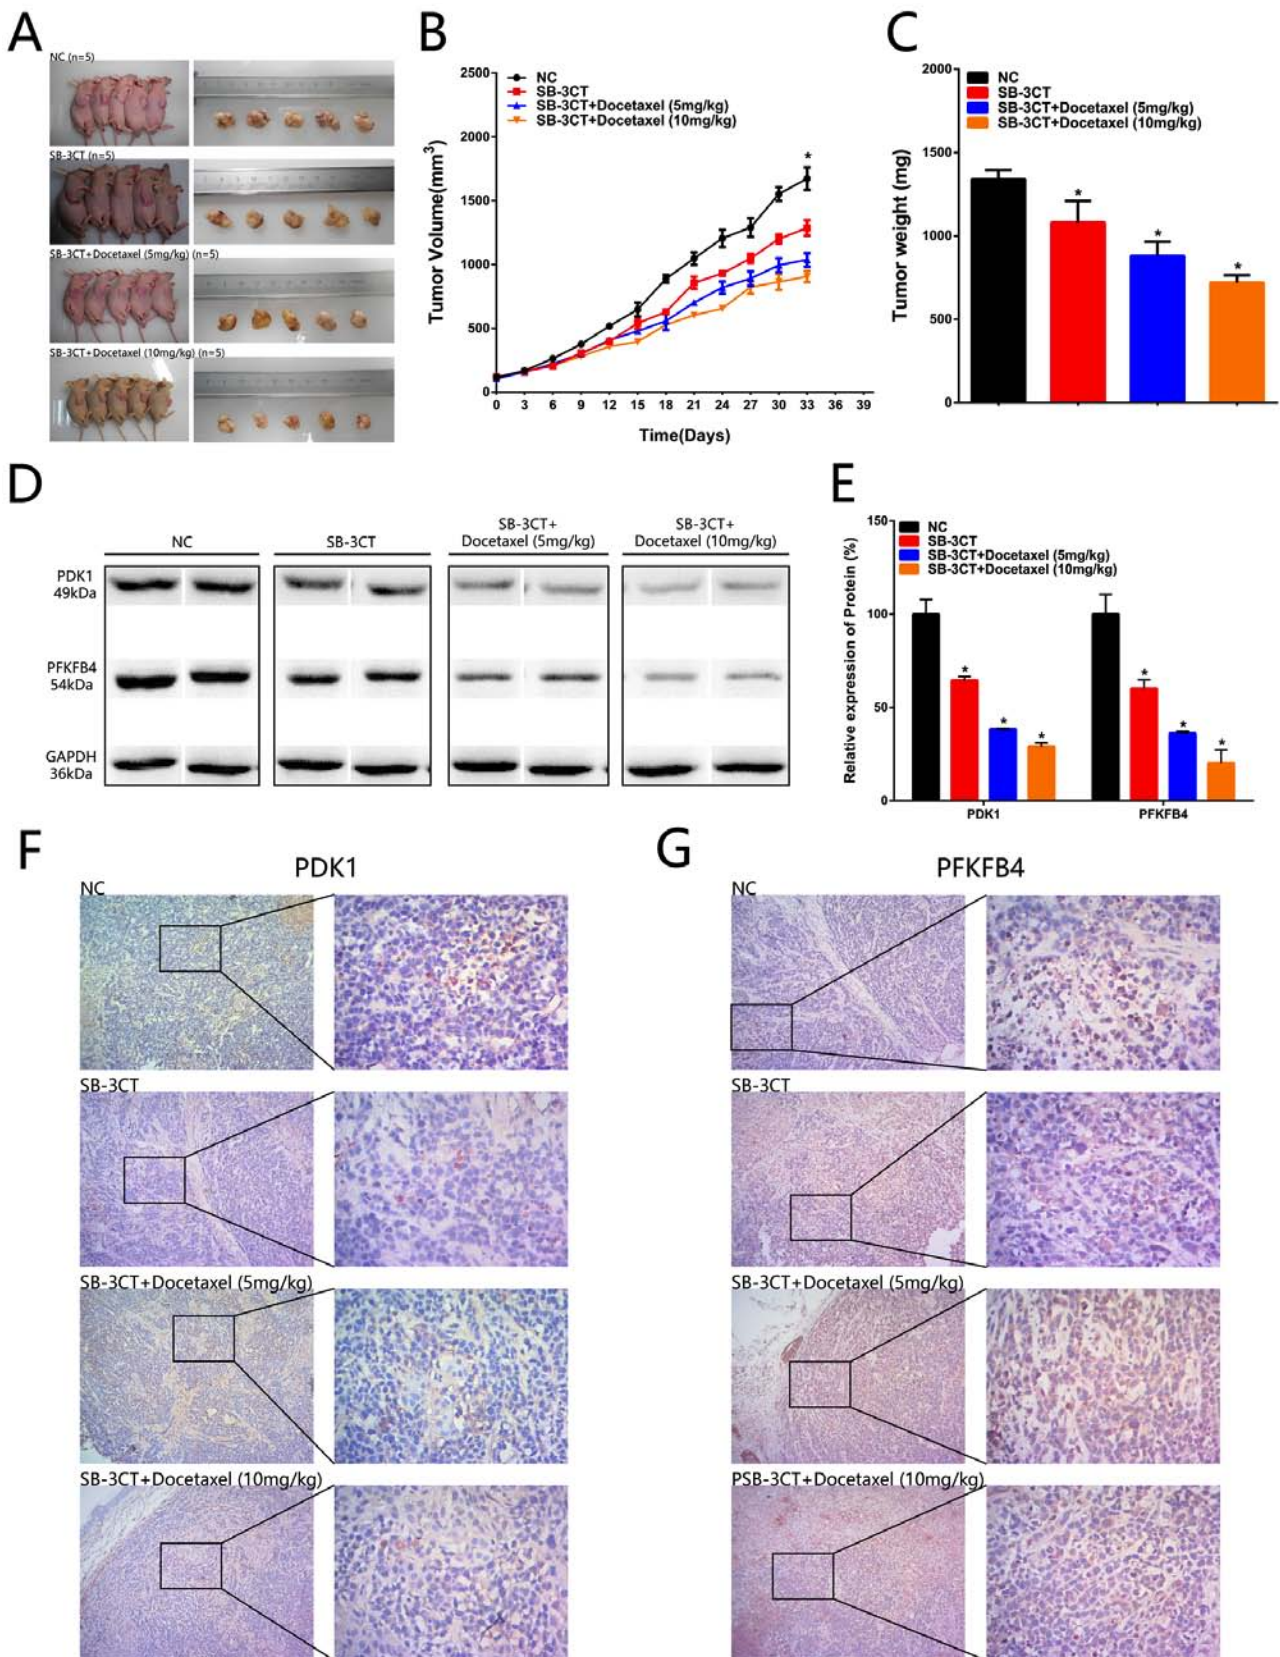 A
NC (n=5)
SB-3CT (n=5)
SB-3CT+Docetaxel (5mg/kg) (n=5)
SB-3CT+Docetaxel (10mg/kg) (n=5)
B
NC
SB-3CT
SB-3CT+Docetaxel (5mg/kg)
SB-3CT+Docetaxel (10mg/kg)
Tumor Volume(mm³)
2500
2000
1500
1000
500
0
*
0 3 6 9 12 15 18 21 24 27 30 33 36 39
Time(Days)
C
NC
SB-3CT
SB-3CT+Docetaxel (5mg/kg)
SB-3CT+Docetaxel (10mg/kg)
Tumor weight (mg)
2000
1500
1000
500
0
* * *
D
NC
SB-3CT
SB-3CT+
Docetaxel (5mg/kg)
SB-3CT+
Docetaxel (10mg/kg)
PDK1
49kDa
PFKFB4
54kDa
GAPDH
36kDa
E
NC
SB-3CT
SB-3CT+Docetaxel (5mg/kg)
SB-3CT+Docetaxel (10mg/kg)
Relative expression of Protein (%)
150
100
50
0
* * * * * *
PDK1 PFKFB4
F
PDK1
NC
SB-3CT
SB-3CT+Docetaxel (5mg/kg)
SB-3CT+Docetaxel (10mg/kg)
G
PFKFB4
NC
SB-3CT
SB-3CT+Docetaxel (5mg/kg)
PSB-3CT+Docetaxel (10mg/kg)